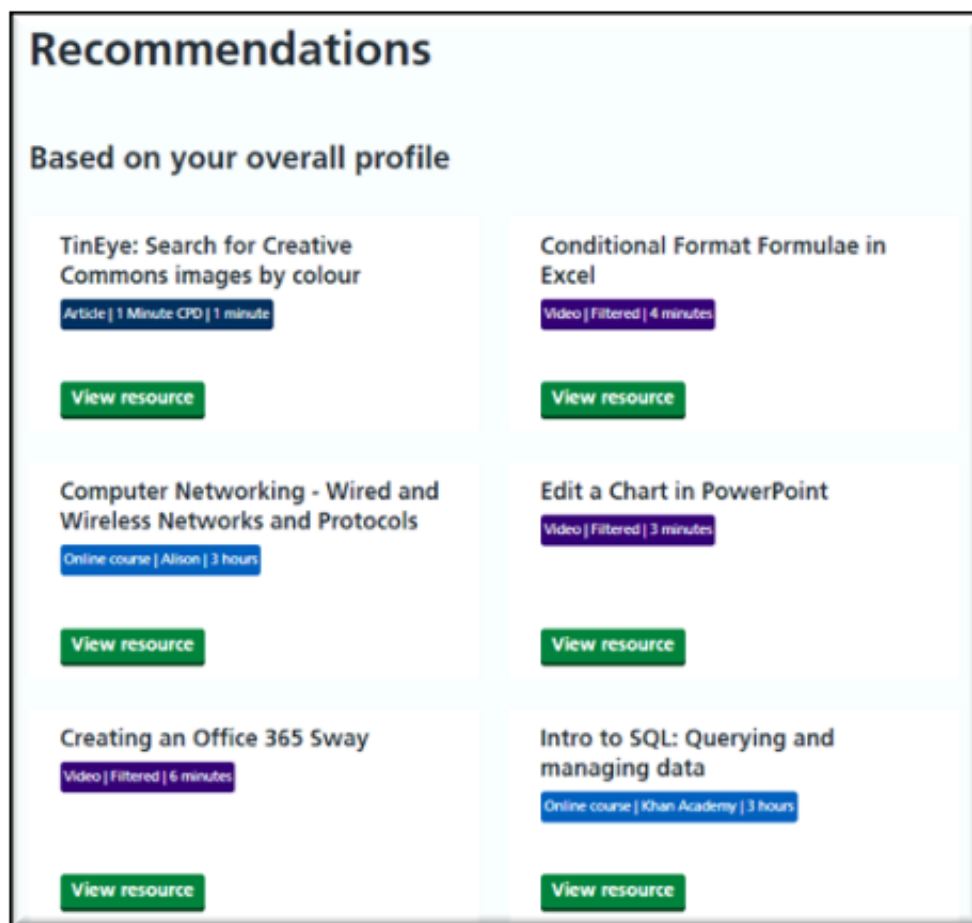 Recommendations
Based on your overall profile
TinEye: Search for Creative
Commons images by colour
Article | 1 Minute CPD | 1 minute
View resource
Conditional Format Formulae in
Excel
Video | Filtered | 4 minutes
View resource
Computer Networking - Wired and
Wireless Networks and Protocols
Online course | Alison | 3 hours
View resource
Edit a Chart in PowerPoint
Video | Filtered | 3 minutes
View resource
Creating an Office 365 Sway
Video | Filtered | 6 minutes
View resource
Intro to SQL: Querying and
managing data
Online course | Khan Academy | 3 hours
View resource